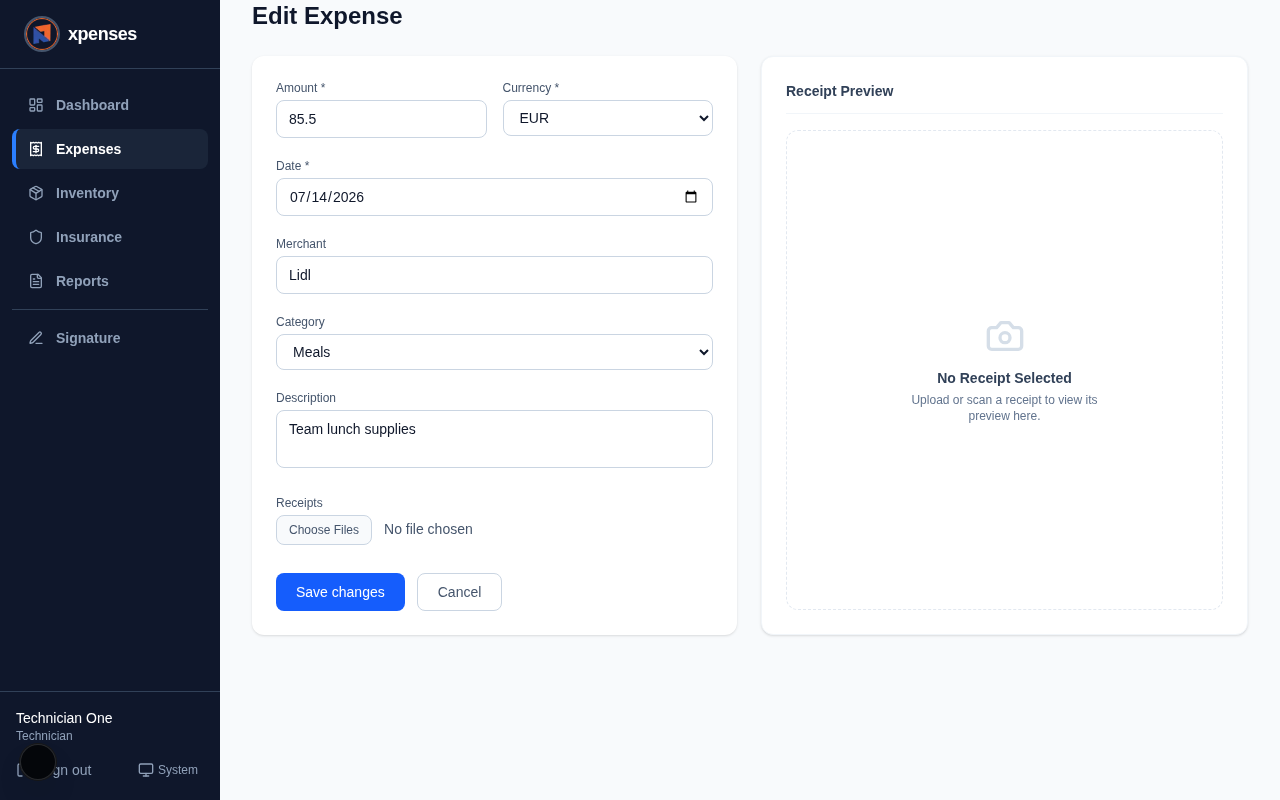 xpenses
Dashboard
Expenses
Inventory
Insurance
Reports
Signature
Technician One
Technician
gn out
System
Edit Expense
Amount *
Currency *
85.5
EUR
Date *
07/14/2026
Merchant
Lidl
Category
Meals
Description
Team lunch supplies
Receipts
Choose Files
No file chosen
Save changes
Cancel
Receipt Preview
No Receipt Selected
Upload or scan a receipt to view its
preview here.